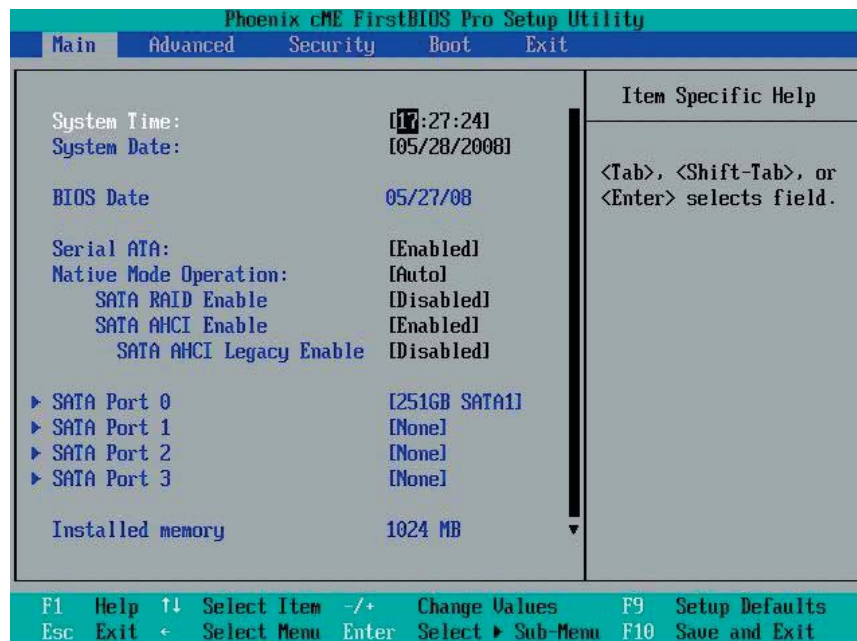 Phoenix cME FirstBIOS Pro Setup Utility
Main Advanced Security Boot Exit
Item Specific Help
System Time: [17:27:24]
System Date: [05/28/2008]
<Tab>, <Shift-Tab>, or
<Enter> selects field.
BIOS Date 05/27/08
Serial ATA: [Enabled]
Native Mode Operation: [Auto]
SATA RAID Enable [Disabled]
SATA AHCI Enable [Enabled]
SATA AHCI Legacy Enable [Disabled]
SATA Port 0 [251GB SATA1]
SATA Port 1 [None]
SATA Port 2 [None]
SATA Port 3 [None]
Installed memory 1024 MB
F1 Help ↑↓ Select Item -/+ Change Values F9 Setup Defaults
Esc Exit ← Select Menu Enter Select ▶ Sub-Menu F10 Save and Exit